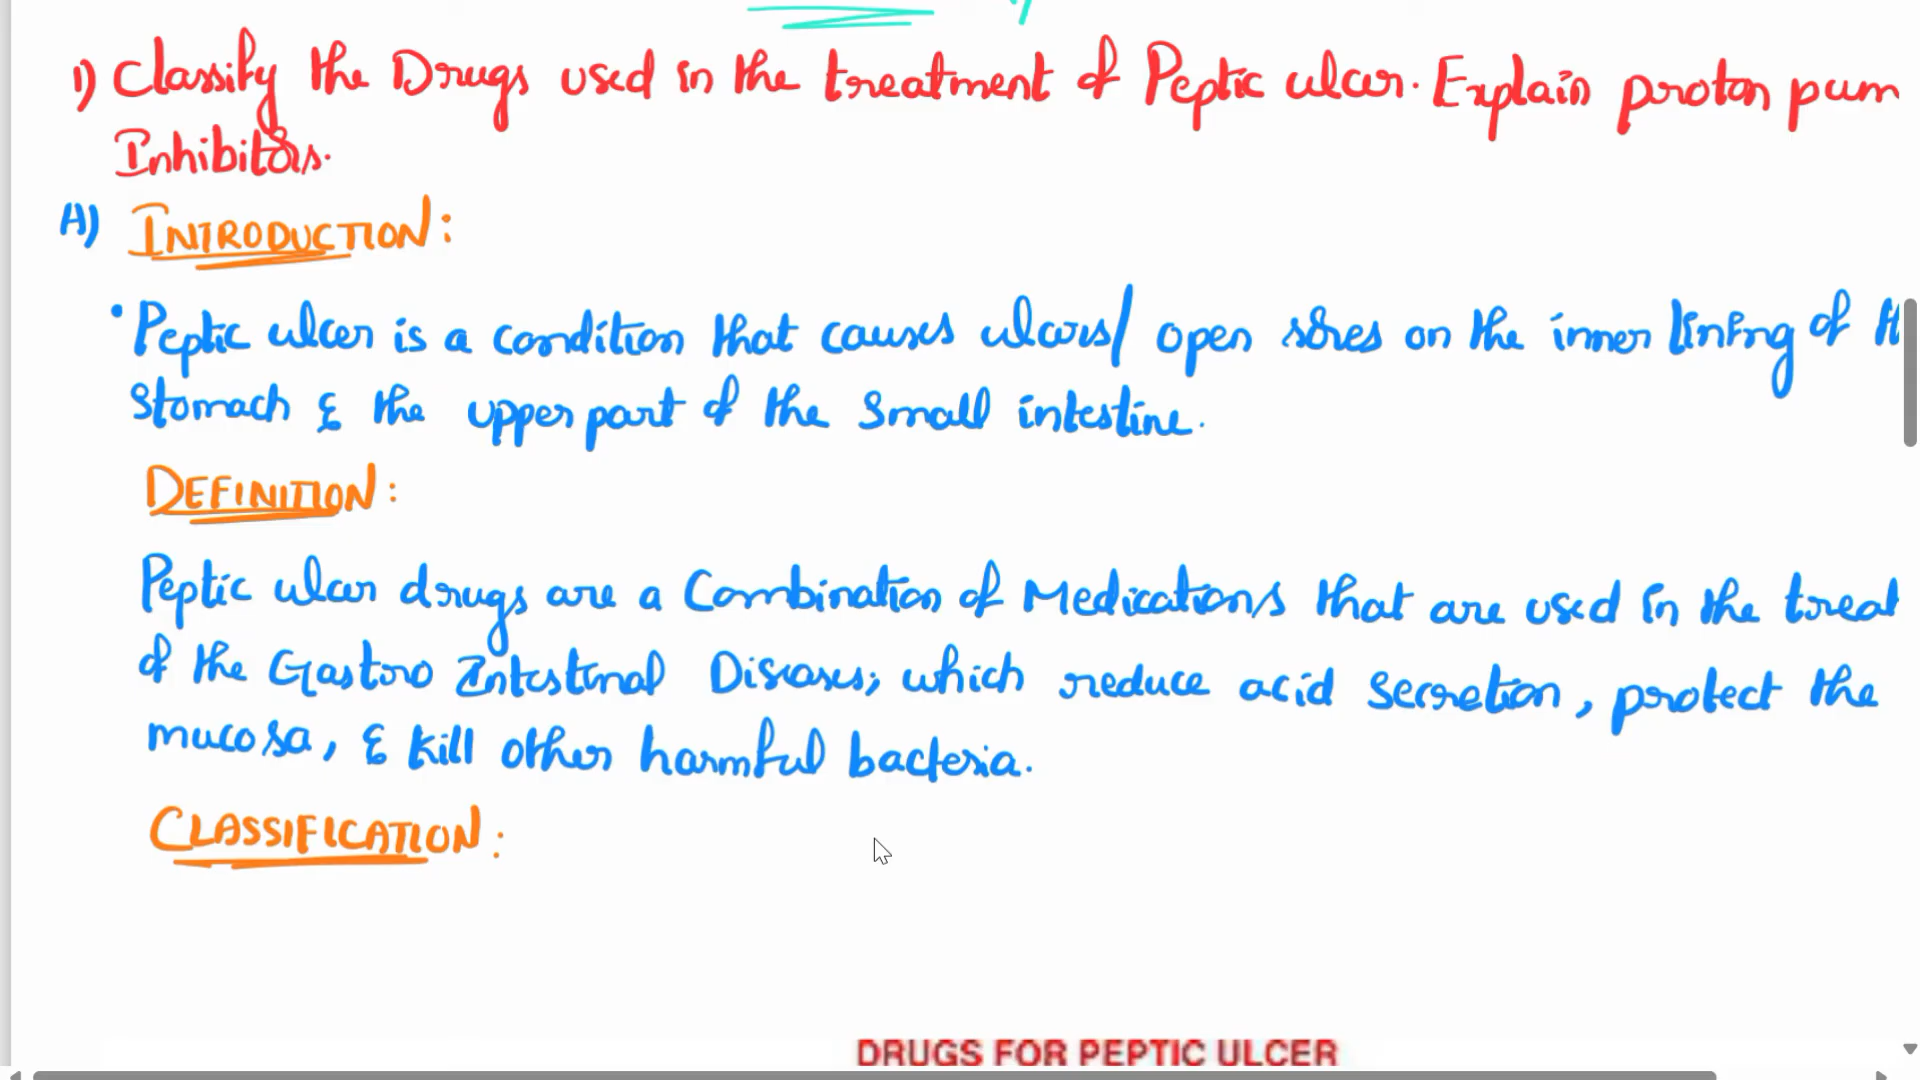 1) Classify the Drugs used in the treatment of Peptic ulcer. Explain proton pum
Inhibitors.
A) INTRODUCTION:
• Peptic ulcer is a condition that causes ulcers/ open sores on the inner lining of th
Stomach & the upper part of the Small intestine.
DEFINITION:
Peptic ulcer drugs are a Combination of Medications that are used in the treat
of the Gastro Intestinal Diseases, which reduce acid secretion, protect the
mucosa, & kill other harmful bacteria.
CLASSIFICATION:
DRUGS FOR PEPTIC ULCER